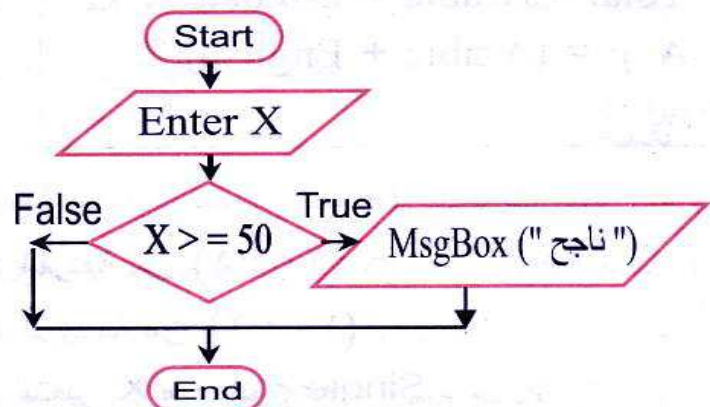 Start
Enter X
False
True
X > = 50
MsgBox (" ناجح ")
End